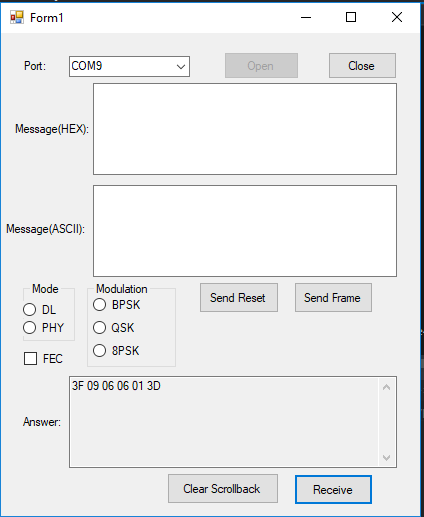 Form1
Port:
COM9
Open
Close
Message(HEX):
Message(ASCII):
Mode
DL
PHY
Modulation
BPSK
QSK
8PSK
Send Reset
Send Frame
FEC
Answer:
3F 09 06 06 01 3D
Clear Scrollback
Receive